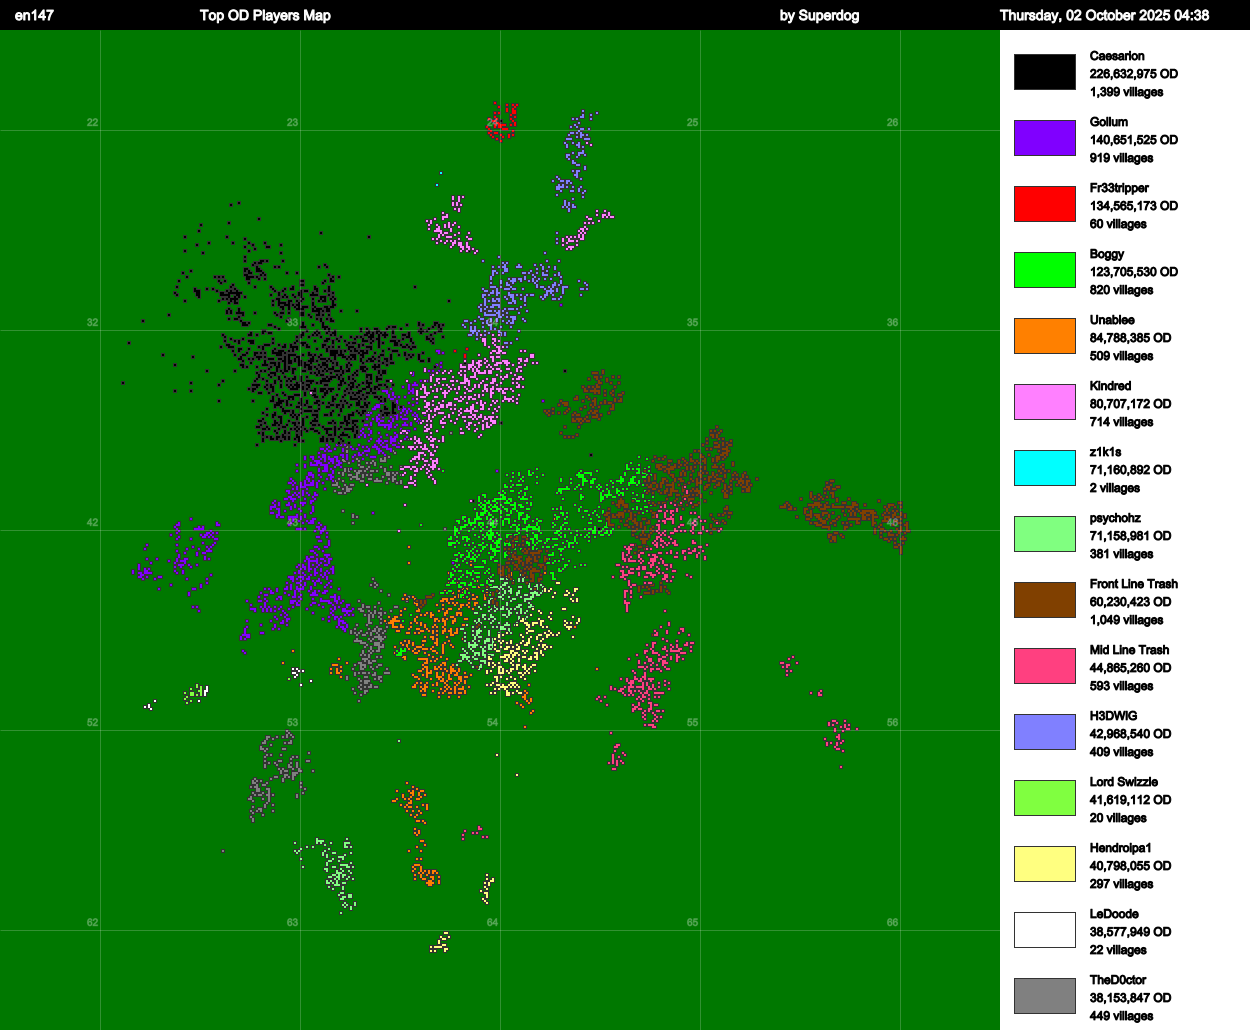 en147 Top OD Players Map by Superdog Thursday, 02 October 2025 04:38
Caesarion
226,632,975 OD
1,399 villages
Gollum
140,651,525 OD
919 villages
Fr33tripper
134,565,173 OD
60 villages
Boggy
123,705,530 OD
820 villages
Unablee
84,788,385 OD
509 villages
Kindred
80,707,172 OD
714 villages
z1k1s
71,160,892 OD
2 villages
psychohz
71,158,981 OD
381 villages
Front Line Trash
60,230,423 OD
1,049 villages
Mid Line Trash
44,865,260 OD
593 villages
H3DWIG
42,968,540 OD
409 villages
Lord Swizzle
41,619,112 OD
20 villages
Hendroipa1
40,798,055 OD
297 villages
LeDoode
38,577,949 OD
22 villages
TheD0ctor
38,153,847 OD
449 villages
22 23 24 25 26
32 33 35 36
42 43
52 53 54 55 56
62 63 64 65 66